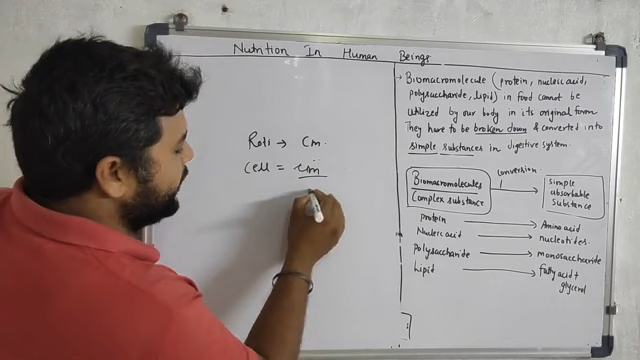 Nutrition In Human Beings
Roti → Cm.
Cell =
→ Biomacromolecule (protein, nucleic acid,
polysaccharide, lipid) in food cannot be
utilized by our body in its original form
They have to be broken down & converted into
simple substances in digestive system.
Biomacromolecules
Complex substance
conversion
Simple
absorbable
Substance
protein → Amino acid
Nucleic acid → nucleotides.
polysaccharide → monosaccharide
Lipid → fatty acid +
glycerol